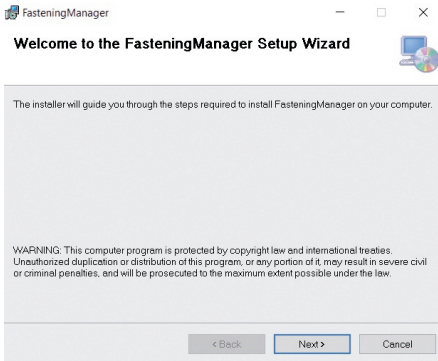 FasteningManager
Welcome to the FasteningManager Setup Wizard
The installer will guide you through the steps required to install FasteningManager on your computer.
WARNING: This computer program is protected by copyright law and international treaties.
Unauthorized duplication or distribution of this program, or any portion of it, may result in severe civil
or criminal penalties, and will be prosecuted to the maximum extent possible under the law.
< Back Next > Cancel